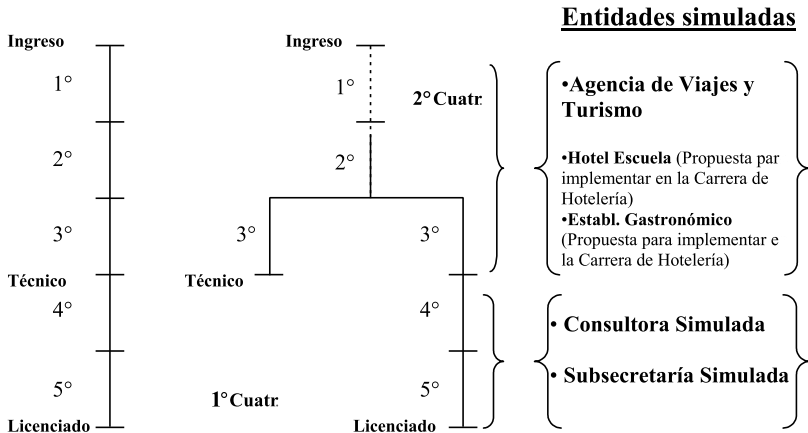 Entidades simuladas
Ingreso
1°
2°
3°
Técnico
4°
5°
Licenciado
Ingreso
1°
2° Cuatr.
2°
3°
3°
Técnico
4°
1° Cuatr.
5°
Licenciado
•Agencia de Viajes y
Turismo
•Hotel Escuela (Propuesta par
implementar en la Carrera de
Hotelería)
•Establ. Gastronómico
(Propuesta para implementar e
la Carrera de Hotelería)
• Consultora Simulada
• Subsecretaría Simulada